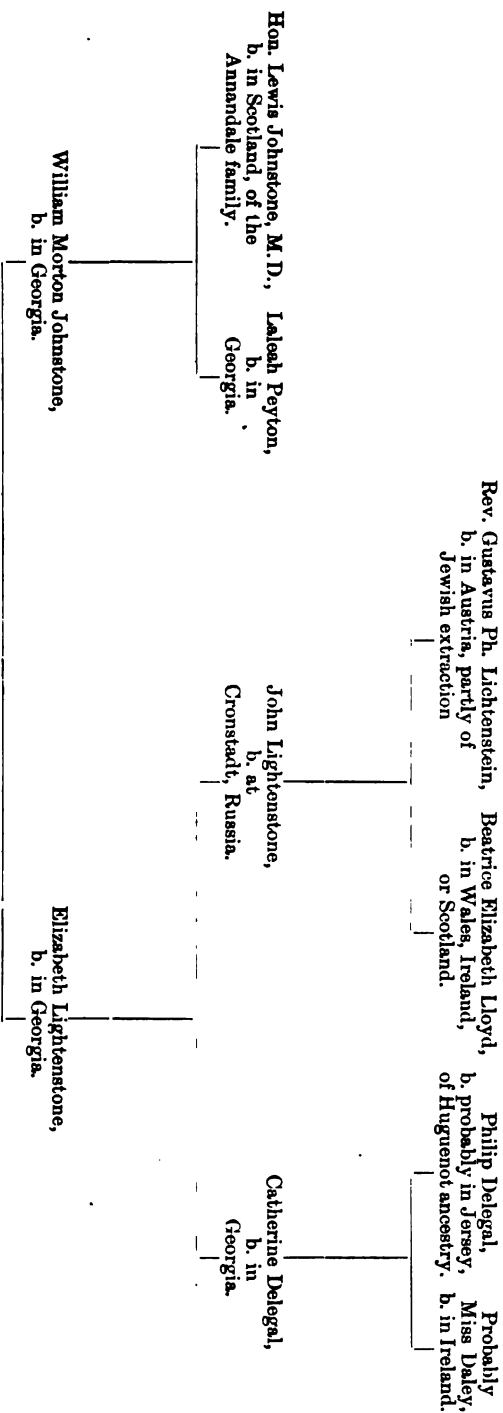 Rev. Gustavus Ph. Lichtenstein,
b. in Austria, partly of
Jewish extraction
Beatrice Elizabeth Lloyd,
b. in Wales, Ireland,
or Scotland.
Philip Delegal,
b. probably in Jersey,
of Huguenot ancestry.
Probably
Miss Daley,
b. in Ireland.
Hon. Lewis Johnstone, M.D.,
b. in Scotland, of the
Annandale family.
Laleah Peyton,
b. in
Georgia.
John Lightenstone,
b. at
Cronstadt, Russia.
Catherine Delegal,
b. in
Georgia.
William Morton Johnstone,
b. in Georgia.
Elizabeth Lightenstone,
b. in Georgia.